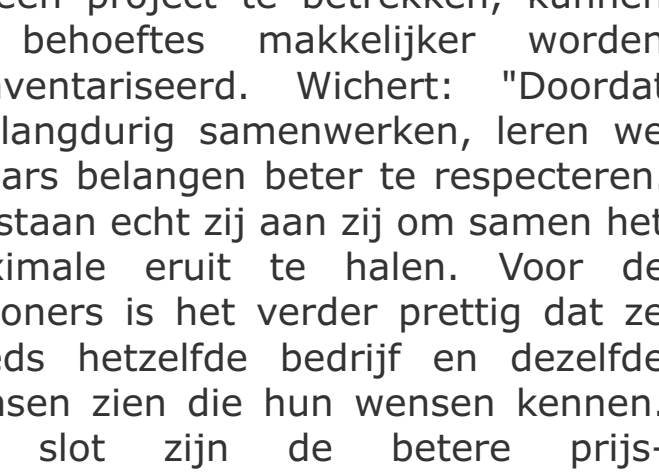 een project te betrekken, kunnen
behoeftes makkelijker worden
nventariseerd. Wichert: "Doordat
langdurig samenwerken, leren we
aars belangen beter te respecteren.
staan echt zij aan zij om samen het
ximale eruit te halen. Voor de
oners is het verder prettig dat ze
eds hetzelfde bedrijf en dezelfde
nsen zien die hun wensen kennen.
slot zijn de betere prijs-